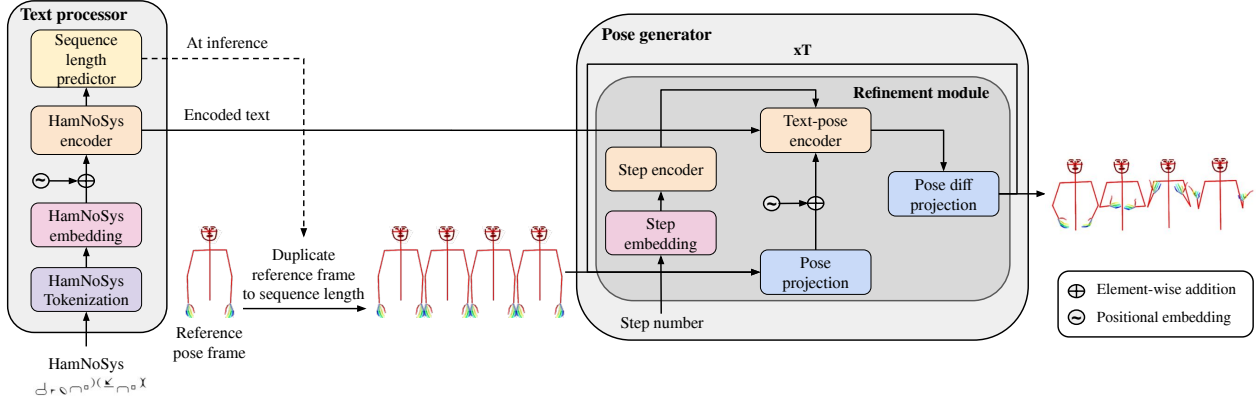 Text processor
Sequence
length
predictor
HamNoSys
encoder
HamNoSys
embedding
HamNoSys
Tokenization
HamNoSys
At inference
Encoded text
Reference
pose frame
Duplicate
reference frame
to sequence length
Pose generator
xT
Refinement module
Text-pose
encoder
Step encoder
Step
embedding
Step number
Pose
projection
Pose diff
projection
Element-wise addition
Positional embedding